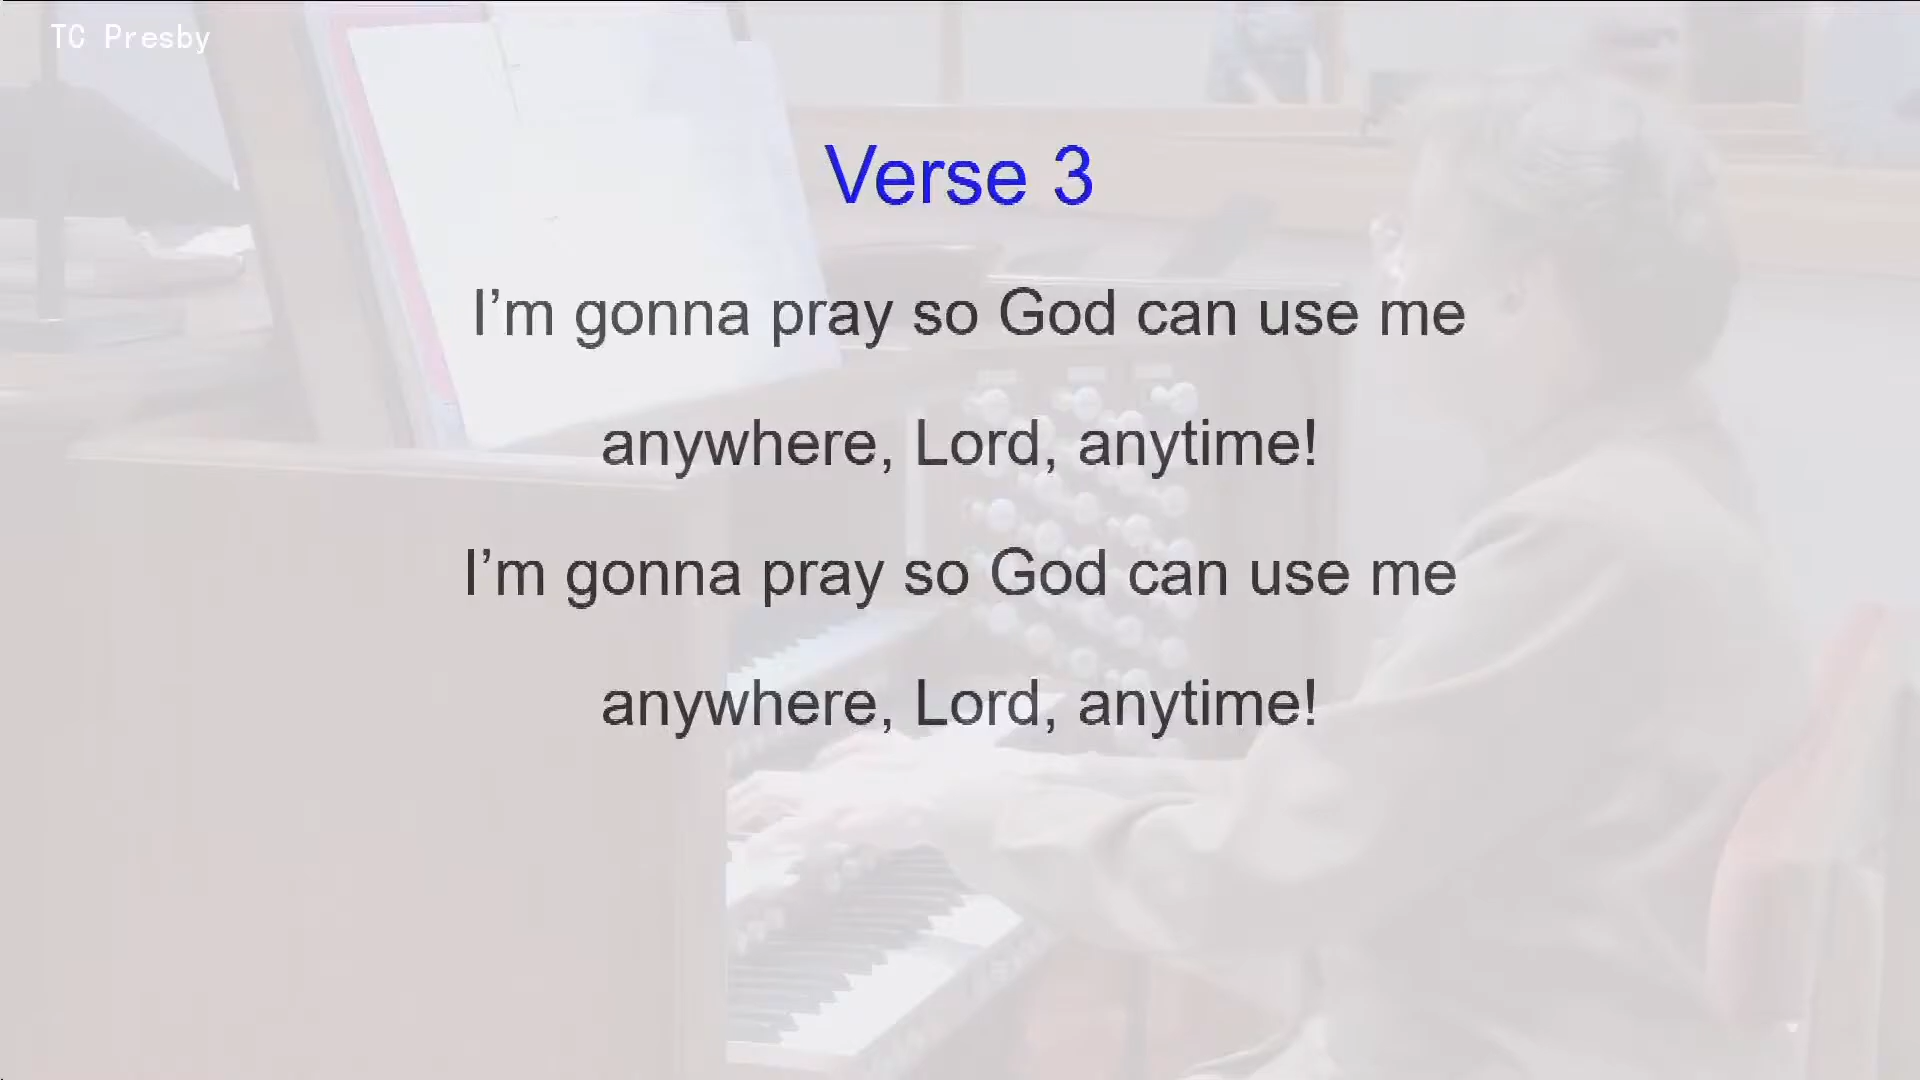 TC Presby
Verse 3
I’m gonna pray so God can use me
anywhere, Lord, anytime!
I’m gonna pray so God can use me
anywhere, Lord, anytime!